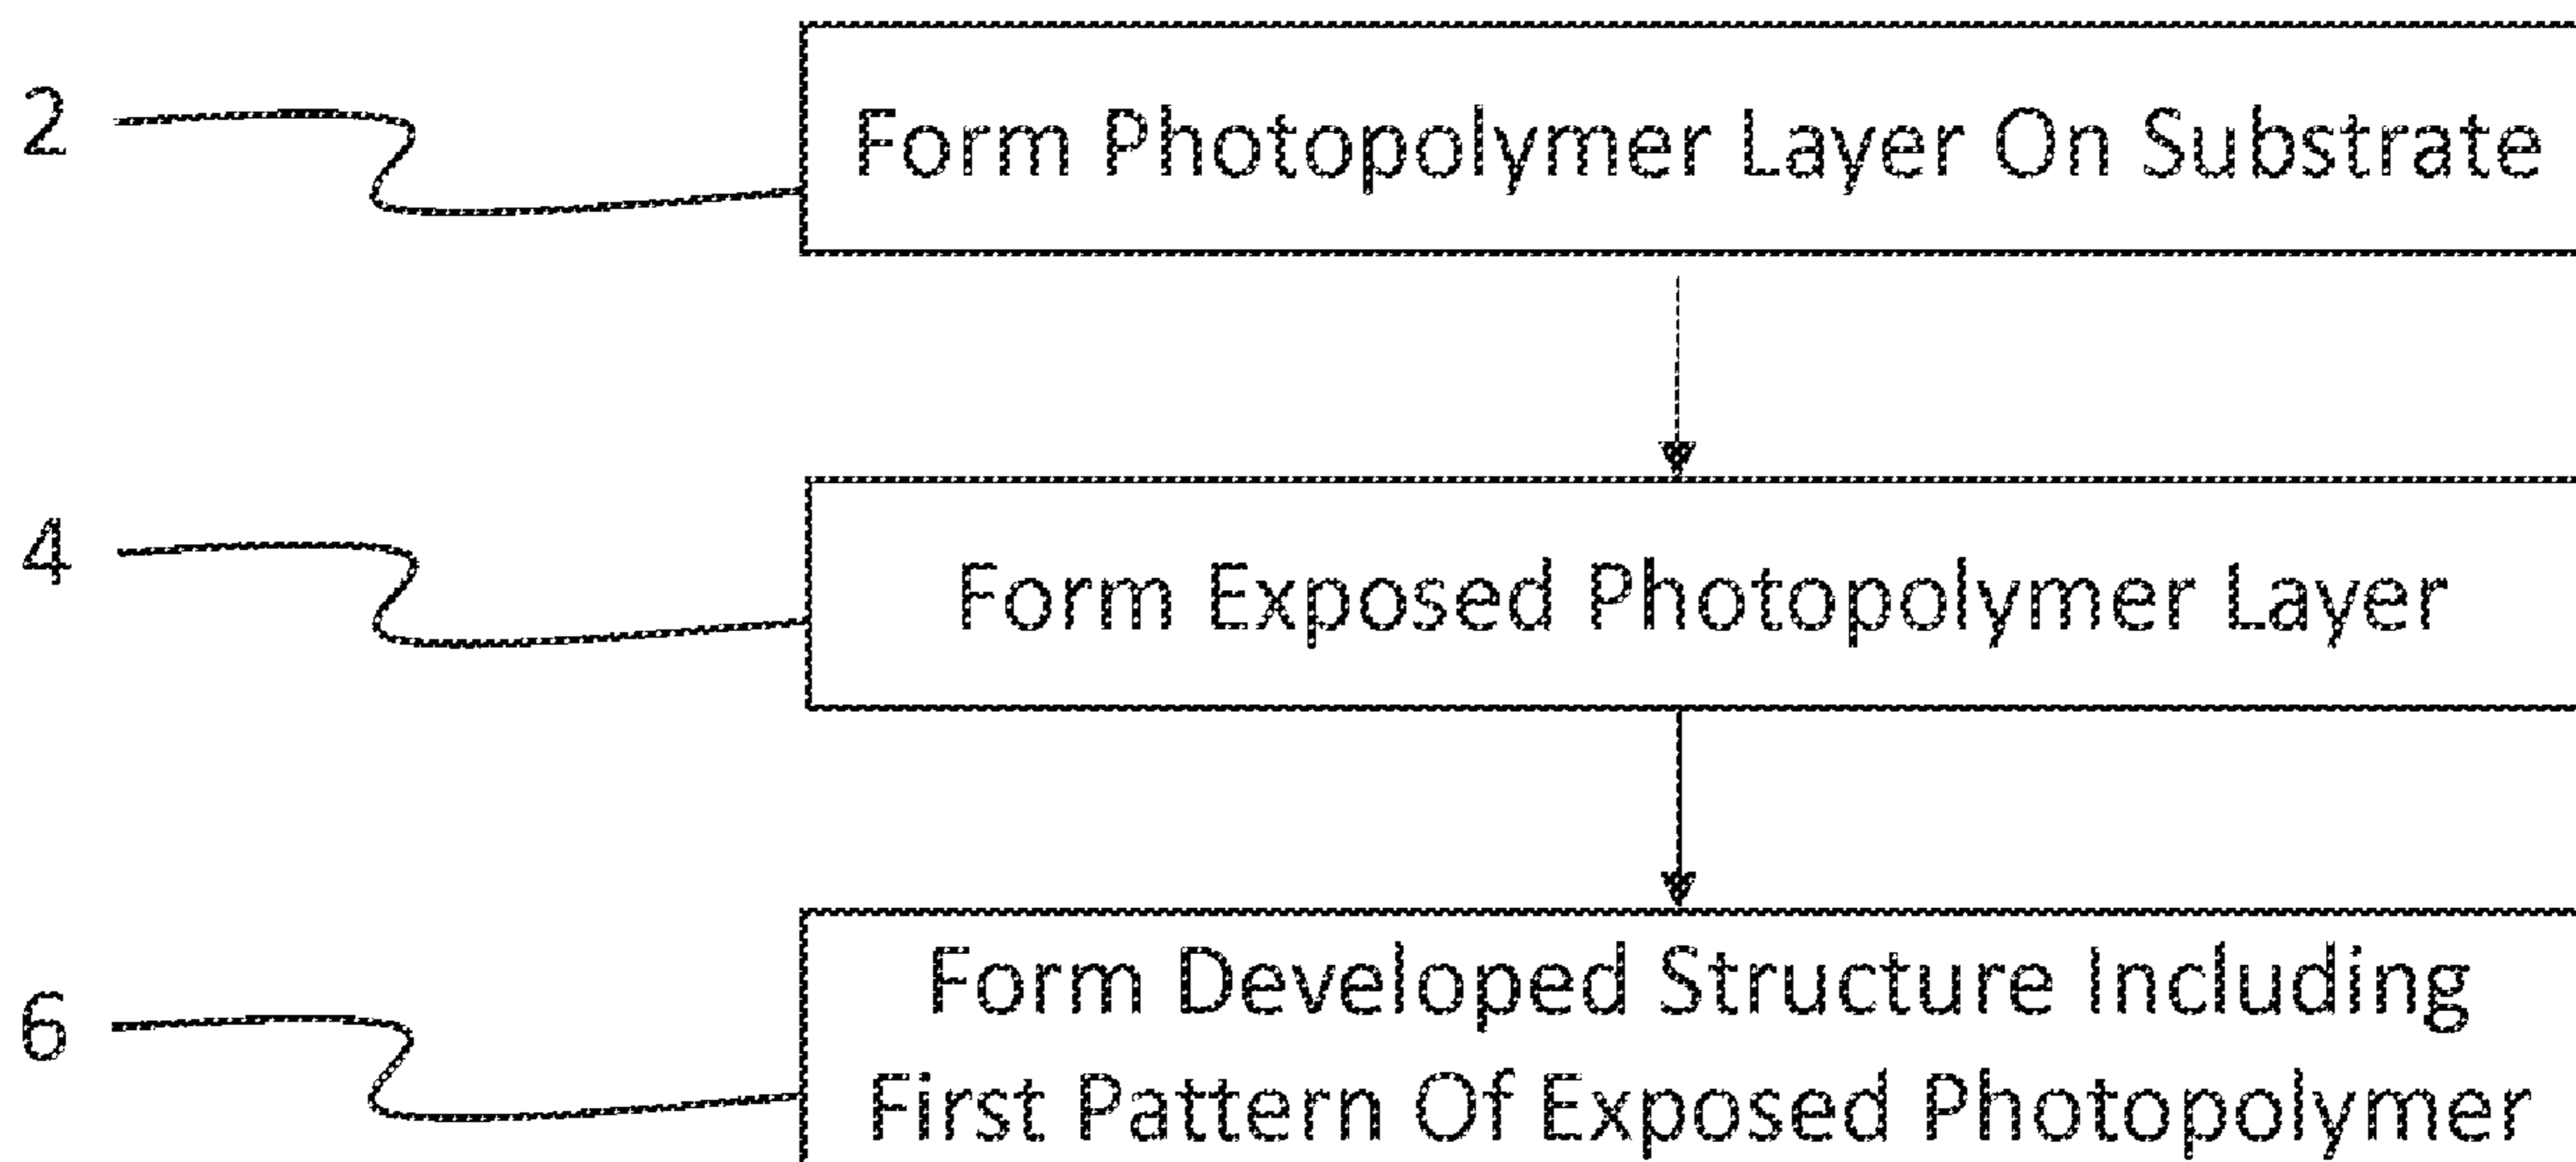 2
Form Photopolymer Layer On Substrate
4
Form Exposed Photopolymer Layer
6
Form Developed Structure Including
First Pattern Of Exposed Photopolymer